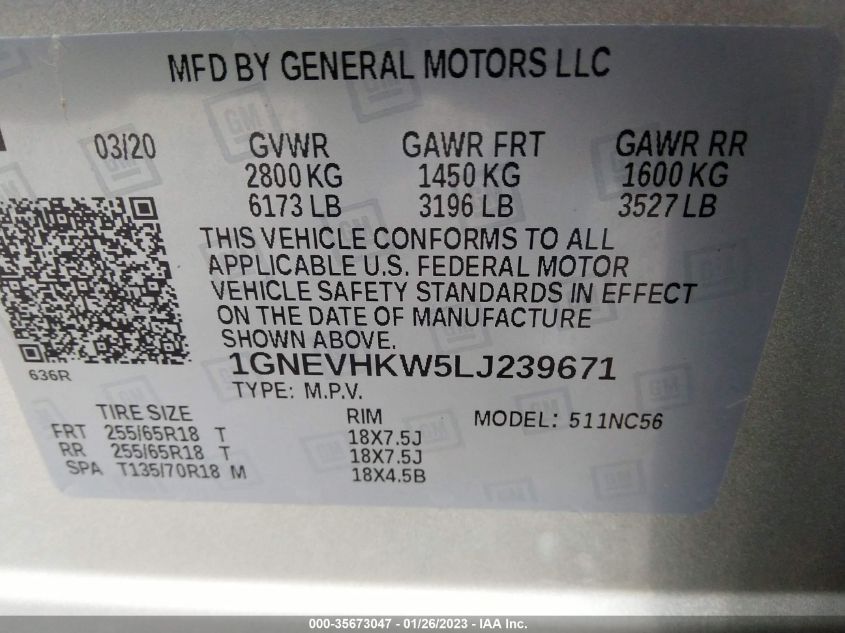 MFD BY GENERAL MOTORS LLC
03/20 GVWR GAWR FRT GAWR RR
2800 KG 1450 KG 1600 KG
6173 LB 3196 LB 3527 LB
THIS VEHICLE CONFORMS TO ALL
APPLICABLE U.S. FEDERAL MOTOR
VEHICLE SAFETY STANDARDS IN EFFECT
ON THE DATE OF MANUFACTURE
SHOWN ABOVE.
1GNEVHKW5LJ239671
636R
TYPE: M.P.V.
TIRE SIZE RIM MODEL: 511NC56
FRT 255/65R18 T 18X7.5J
RR 255/65R18 T 18X7.5J
SPA T135/70R18 M 18X4.5B
GM
000-35673047 - 01/26/2023 - IAA Inc.